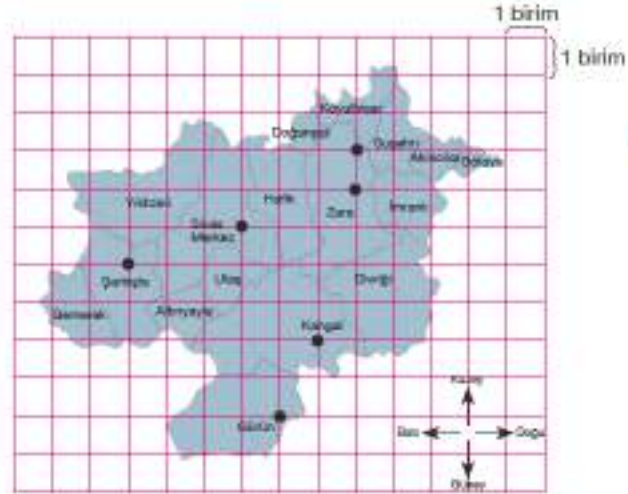 1 birim
1 birim
Koyulhisar
Doğanşar
Suşehri
Akıncılar
Gölova
Yıldızeli
Hafik
Zara
İmranlı
Sivas
Merkez
Şarkışla
Ulaş
Divriği
Gemerek
Altınyayla
Kangal
Gürün
Kuzey
Batı
Doğu
Güney